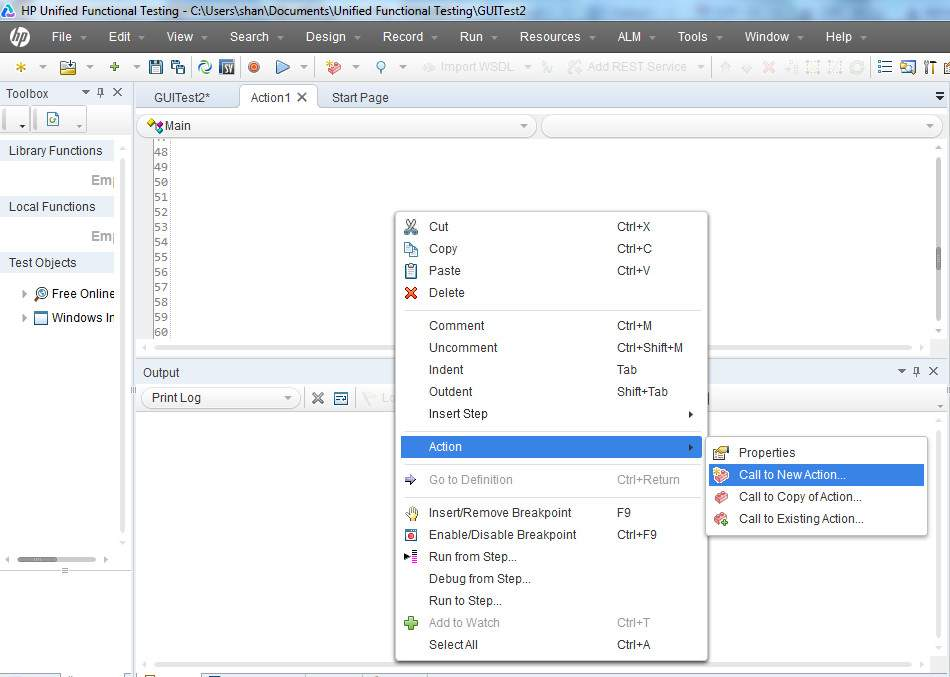 HP Unified Functional Testing - C:\Users\shan\Documents\Unified Functional Testing\GUITest2
hp File Edit View Search Design Record Run Resources ALM Tools Window Help
Import WSDL Add REST Service
Toolbox
GUITest2* Action1 Start Page
Main
Library Functions
Local Functions
Test Objects
Free Online
Windows In
48
49
50
51
52
53
54
55
56
57
58
59
60
Output
Print Log
Cut Ctrl+X
Copy Ctrl+C
Paste Ctrl+V
Delete
Comment Ctrl+M
Uncomment Ctrl+Shift+M
Indent Tab
Outdent Shift+Tab
Insert Step
Action
Go to Definition Ctrl+Return
Insert/Remove Breakpoint F9
Enable/Disable Breakpoint Ctrl+F9
Run from Step...
Debug from Step...
Run to Step...
Add to Watch Ctrl+T
Select All Ctrl+A
Properties
Call to New Action...
Call to Copy of Action...
Call to Existing Action...